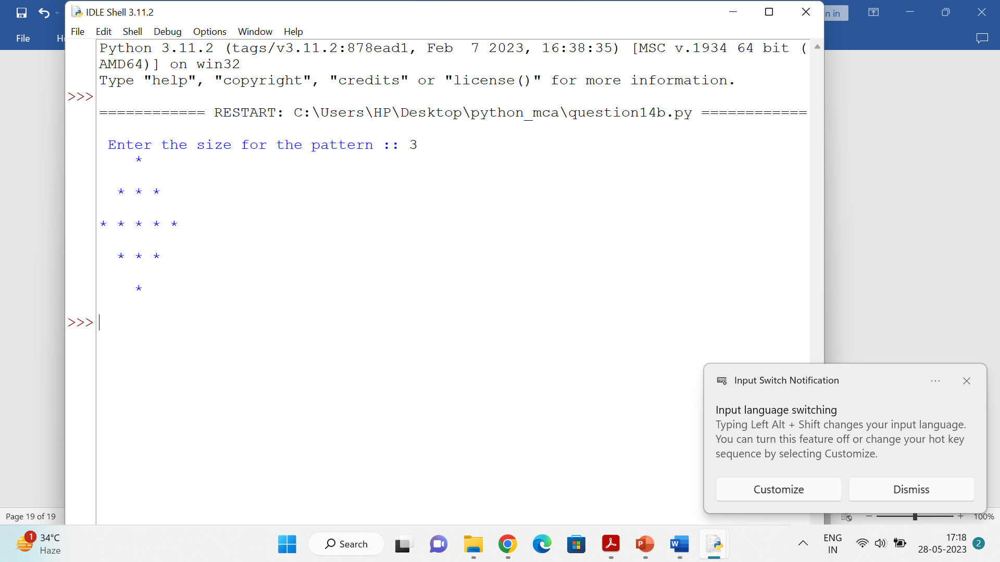 IDLE Shell 3.11.2
n in
File
H
File Edit Shell Debug Options Window Help
Python 3.11.2 (tags/v3.11.2:878ead1, Feb  7 2023, 16:38:35) [MSC v.1934 64 bit (
AMD64)] on win32
Type "help", "copyright", "credits" or "license()" for more information.
>>>
============ RESTART: C:\Users\HP\Desktop\python_mca\question14b.py ============
 Enter the size for the pattern :: 3
    *
  * * *
* * * * *
  * * *
    *
>>>
Input Switch Notification
Input language switching
Typing Left Alt + Shift changes your input language.
You can turn this feature off or change your hot key
sequence by selecting Customize.
Customize Dismiss
Page 19 of 19
100%
1
34°C
Haze
Search
ENG
IN
17:18
28-05-2023
2